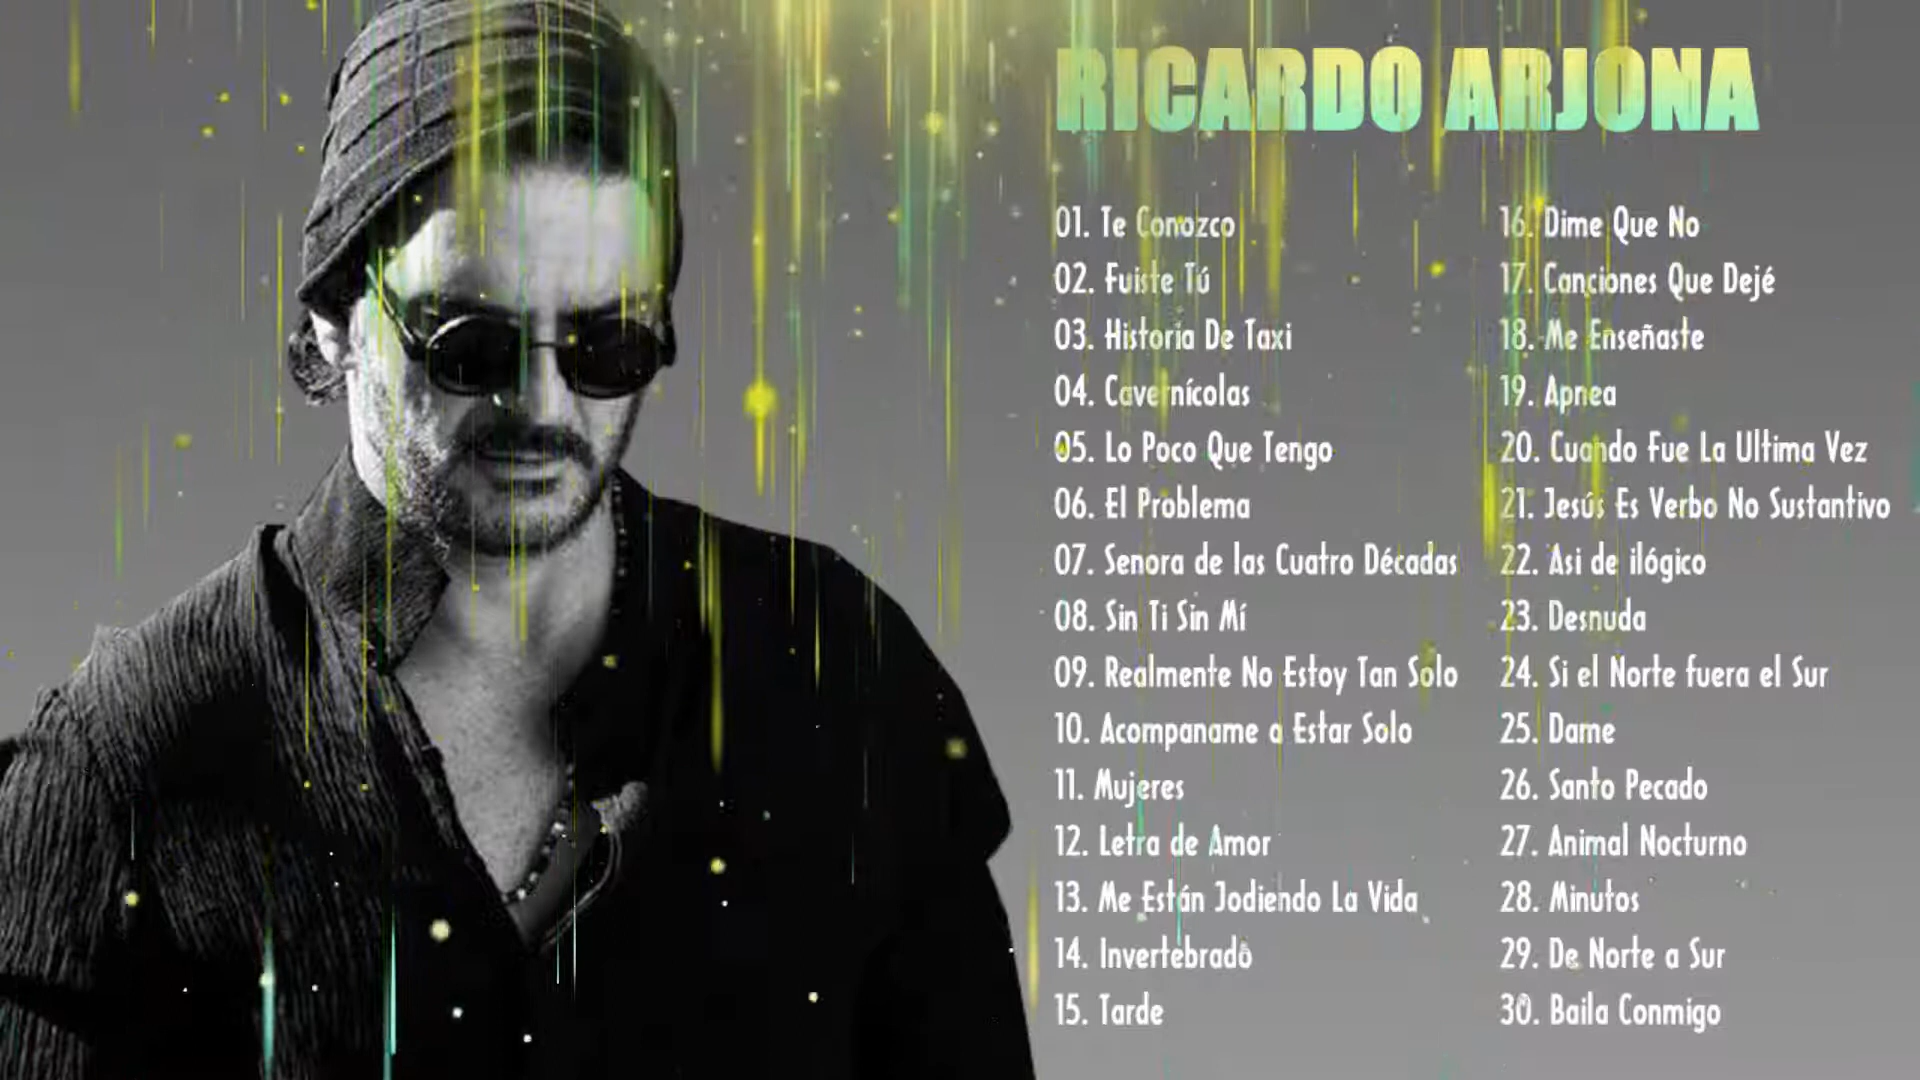 RICARDO ARJONA
01. Te Conozco
02. Fuiste Tú
03. Historia De Taxi
04. Cavernícolas
05. Lo Poco Que Tengo
06. El Problema
07. Senora de las Cuatro Décadas
08. Sin Ti Sin Mí
09. Realmente No Estoy Tan Solo
10. Acompaname a Estar Solo
11. Mujeres
12. Letra de Amor
13. Me Están Jodiendo La Vida
14. Invertebrado
15. Tarde
16. Dime Que No
17. Canciones Que Dejé
18. Me Enseñaste
19. Apnea
20. Cuando Fue La Ultima Vez
21. Jesús Es Verbo No Sustantivo
22. Asi de ilógico
23. Desnuda
24. Si el Norte fuera el Sur
25. Dame
26. Santo Pecado
27. Animal Nocturno
28. Minutos
29. De Norte a Sur
30. Baila Conmigo